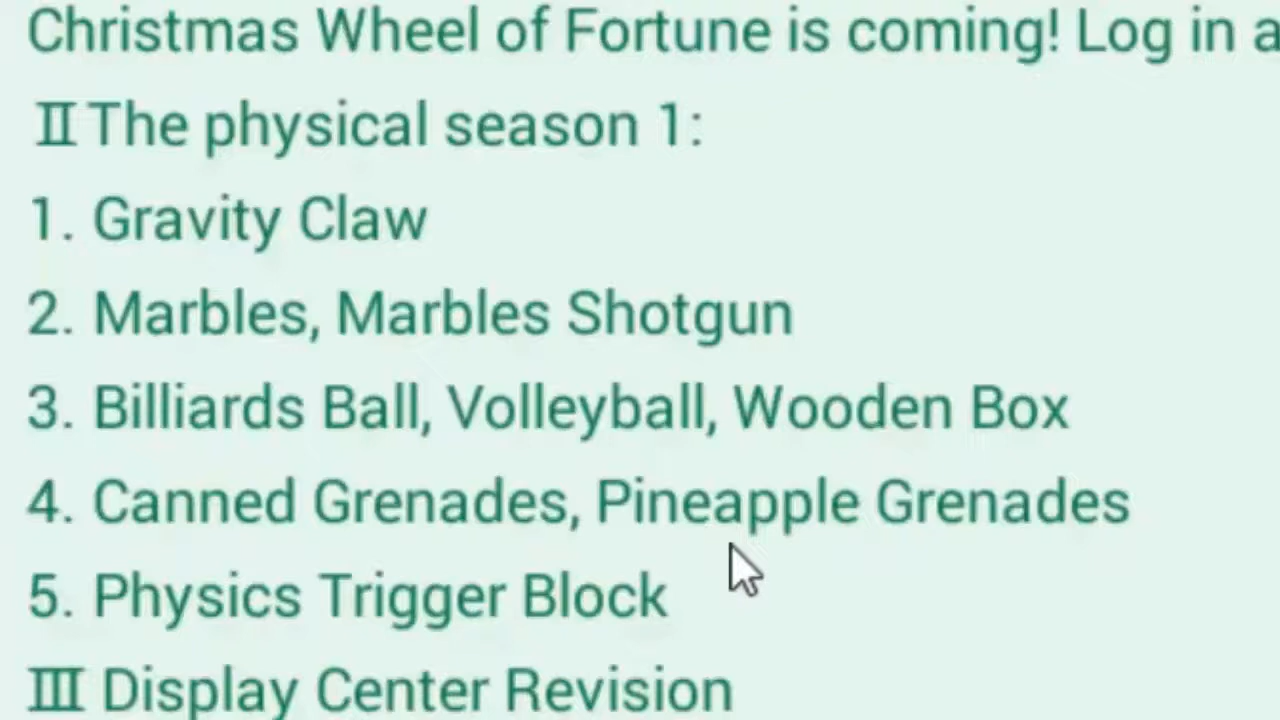 Christmas Wheel of Fortune is coming! Log in a
Ⅱ The physical season 1:
1. Gravity Claw
2. Marbles, Marbles Shotgun
3. Billiards Ball, Volleyball, Wooden Box
4. Canned Grenades, Pineapple Grenades
5. Physics Trigger Block
Ⅲ Display Center Revision